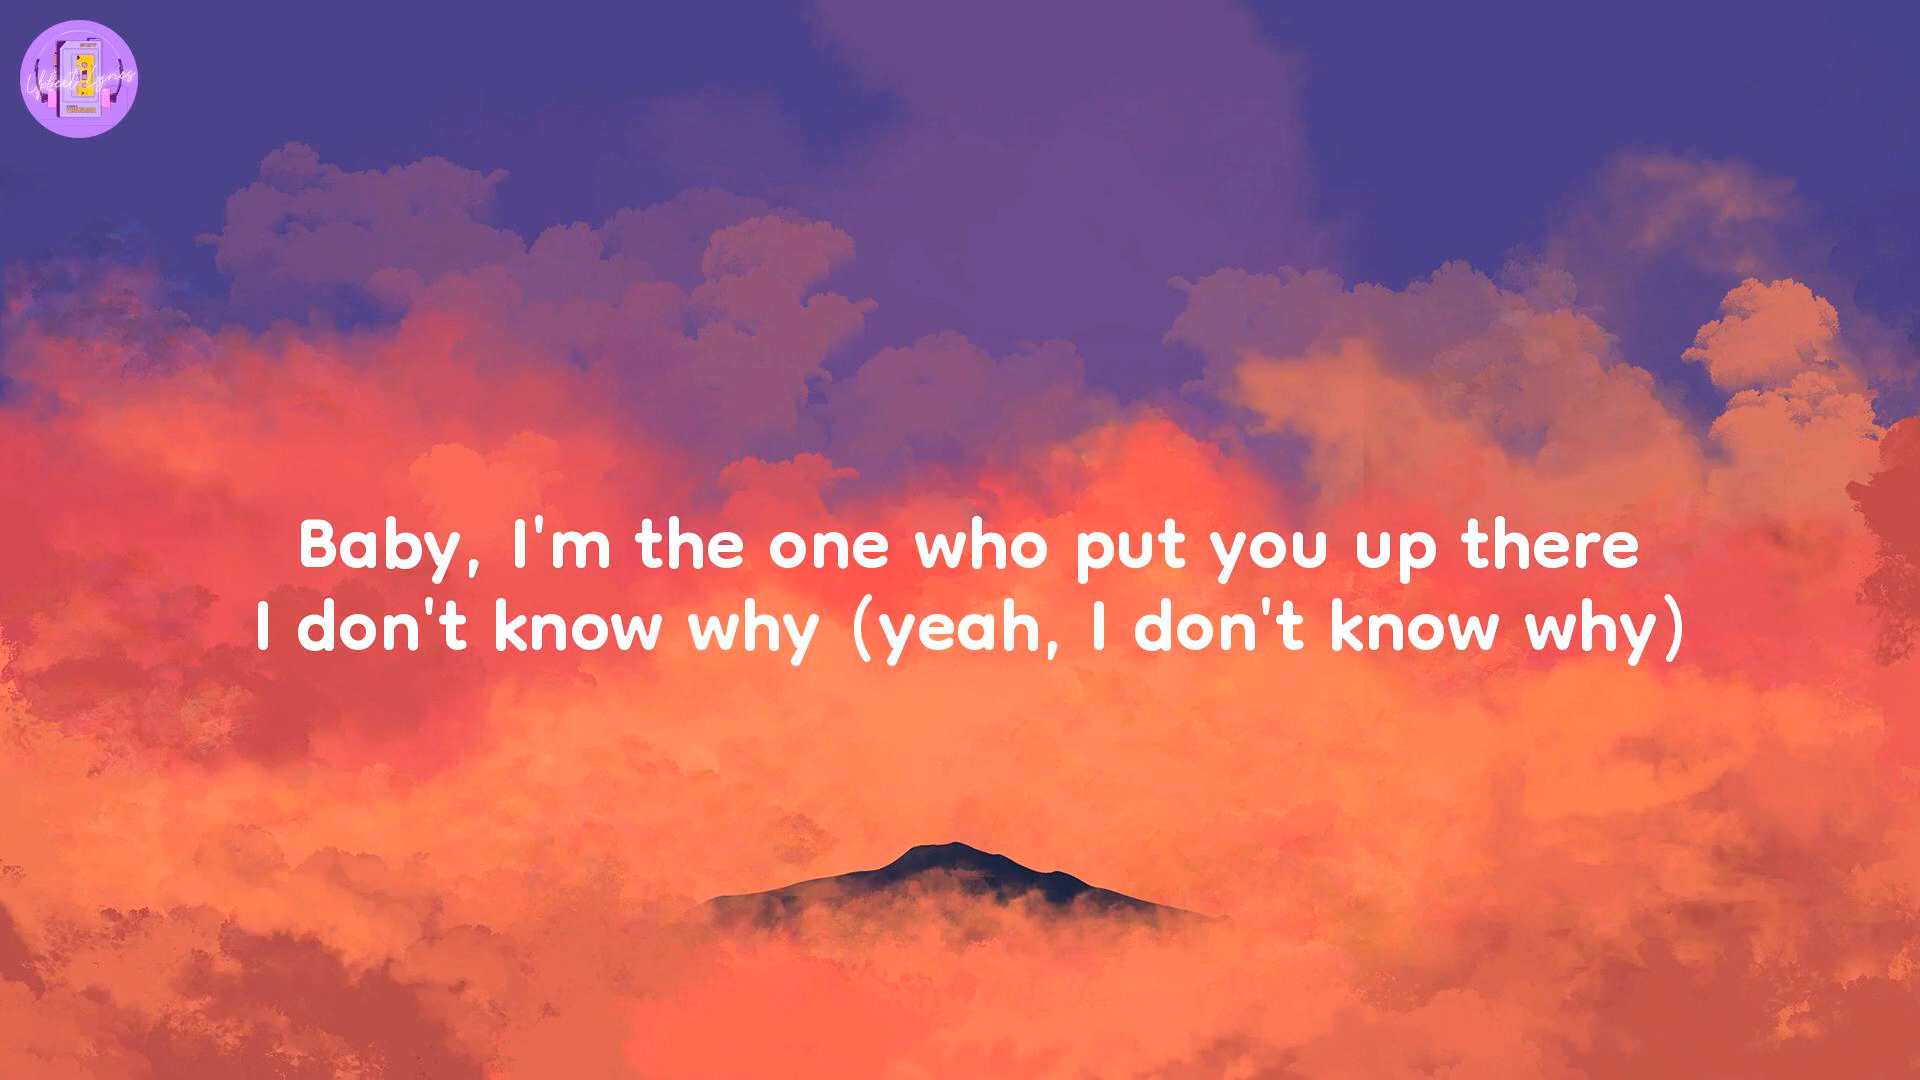 Baby, I'm the one who put you up there
I don't know why (yeah, I don't know why)